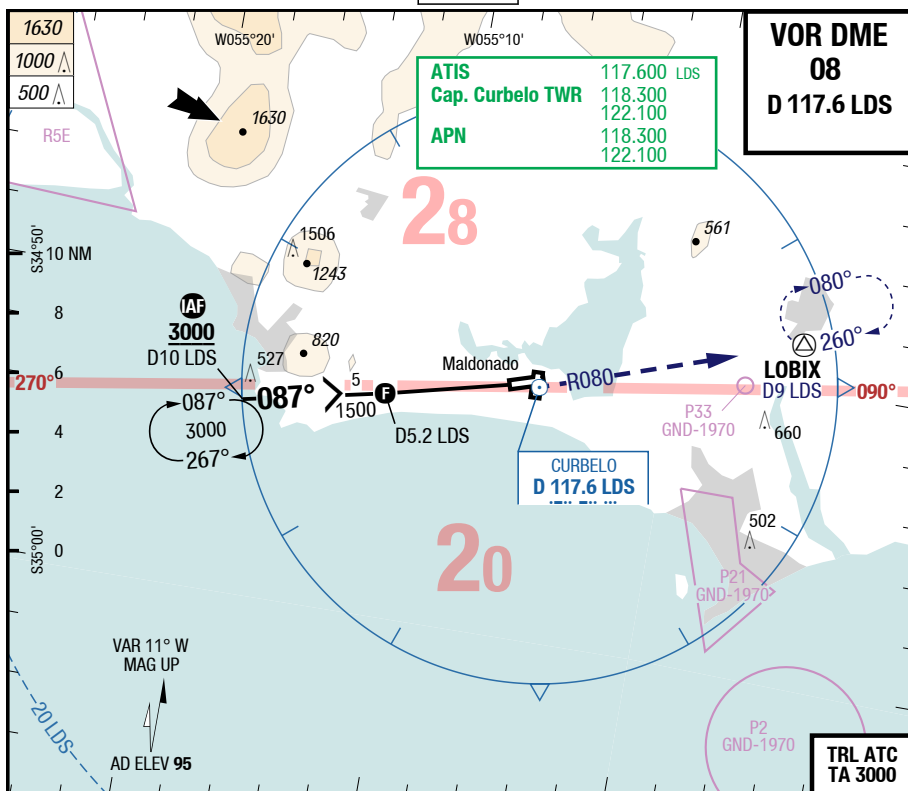 1630
1000
500
W055°20'
W055°10'
VOR DME
08
D 117.6 LDS
ATIS 117.600 LDS
Cap. Curbelo TWR 118.300
122.100
APN 118.300
122.100
R5E
1630
28
561
S34°50'
10 NM
1506
1243
080°
IAF
3000
D10 LDS
8
820
527
260°
LOBIX
D9 LDS
Maldonado
6
270°
5
R080
090°
087°
087°
1500
F
D5.2 LDS
P33
GND-1970
660
3000
4
267°
CURBELO
D 117.6 LDS
2
502
S35°00'
0
20
P21
GND-1970
VAR 11° W
MAG UP
20 LDS
P2
GND-1970
AD ELEV 95
TRL ATC
TA 3000